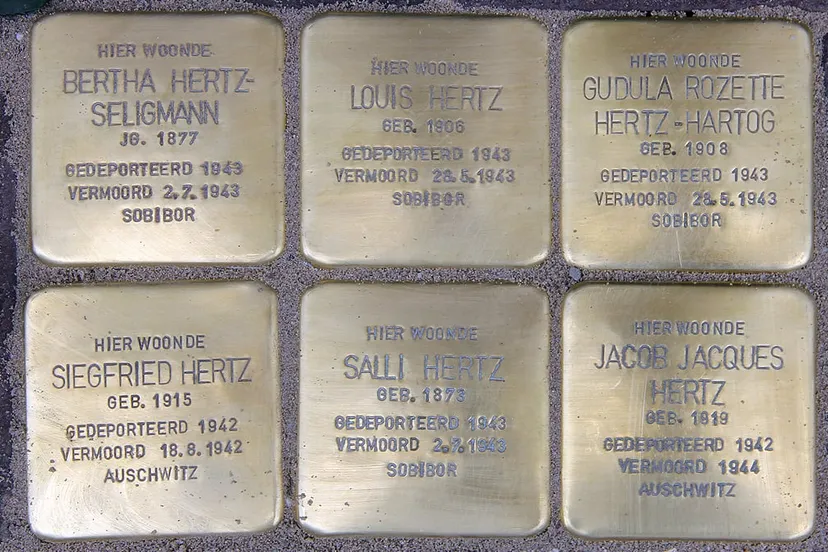 HIER WOONDE
BERTHA HERTZ-
SELIGMANN
JG. 1877
GEDEPORTEERD 1943
VERMOORD 2.7.1943
SOBIBOR
HIER WOONDE
LOUIS HERTZ
GEB. 1906
GEDEPORTEERD 1943
VERMOORD 28.5.1943
SOBIBOR
HIER WOONDE
GUDULA ROZETTE
HERTZ-HARTOG
GEB. 1908
GEDEPORTEERD 1943
VERMOORD 28.5.1943
SOBIBOR
HIER WOONDE
SIEGFRIED HERTZ
GEB. 1915
GEDEPORTEERD 1942
VERMOORD 18.8.1942
AUSCHWITZ
HIER WOONDE
SALLI HERTZ
GEB. 1873
GEDEPORTEERD 1943
VERMOORD 2.7.1943
SOBIBOR
HIER WOONDE
JACOB JACQUES
HERTZ
GEB. 1919
GEDEPORTEERD 1942
VERMOORD 1944
AUSCHWITZ